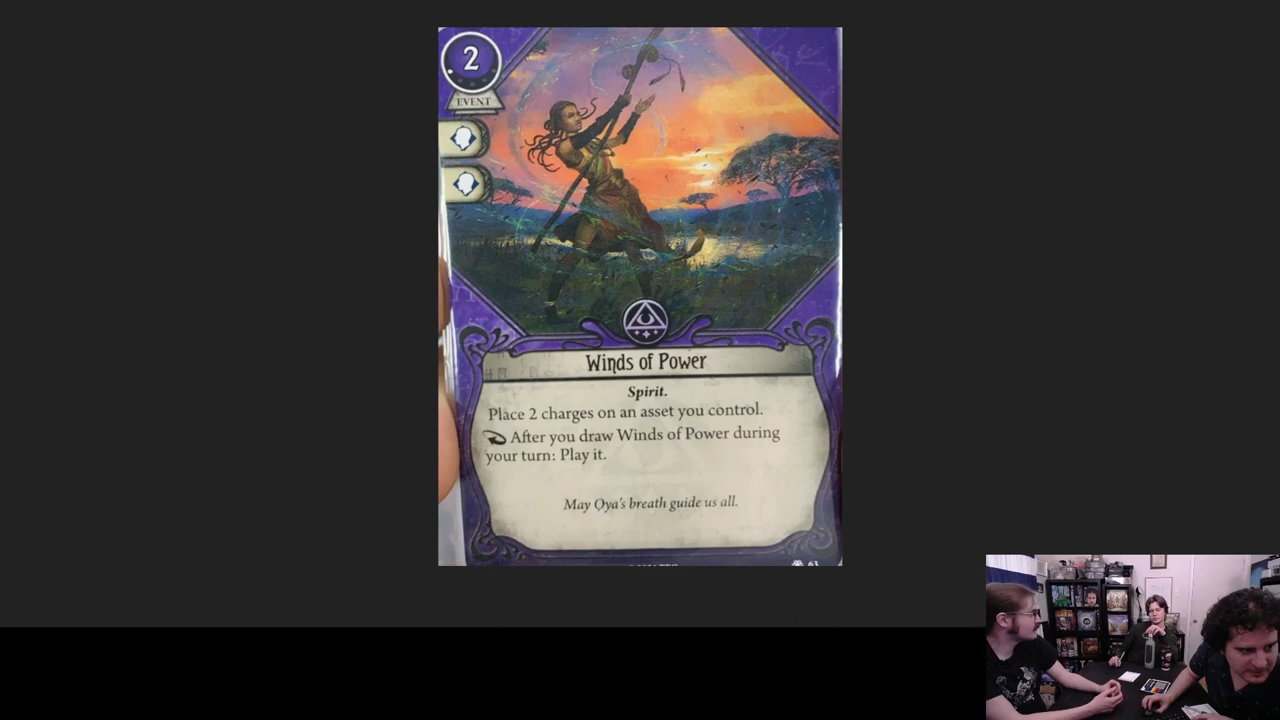 2
EVENT
Winds of Power
Spirit.
Place 2 charges on an asset you control.
After you draw Winds of Power during
your turn: Play it.
May Oya's breath guide us all.
61